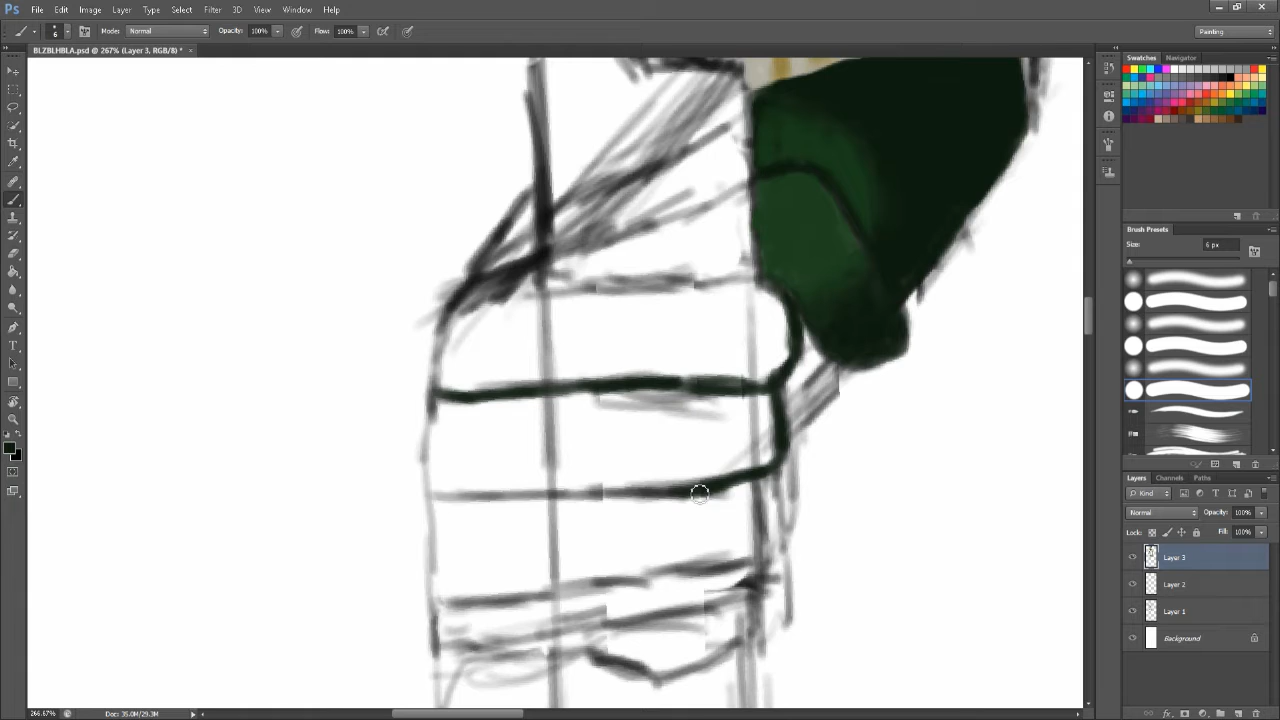 Ps File Edit Image Layer Type Select Filter 3D View Window Help
6 Mode: Normal Opacity: 100% Flow: 100% Painting
BLZBLHBLA.psd @ 267% (Layer 3, RGB/8) * ×
Swatches Navigator
Brush Presets
Size: 6 px
Layers Channels Paths
Kind
Normal Opacity: 100%
Lock: Fill: 100%
Layer 3
Layer 2
Layer 1
Background
266.67% Doc: 35.0M/29.3M